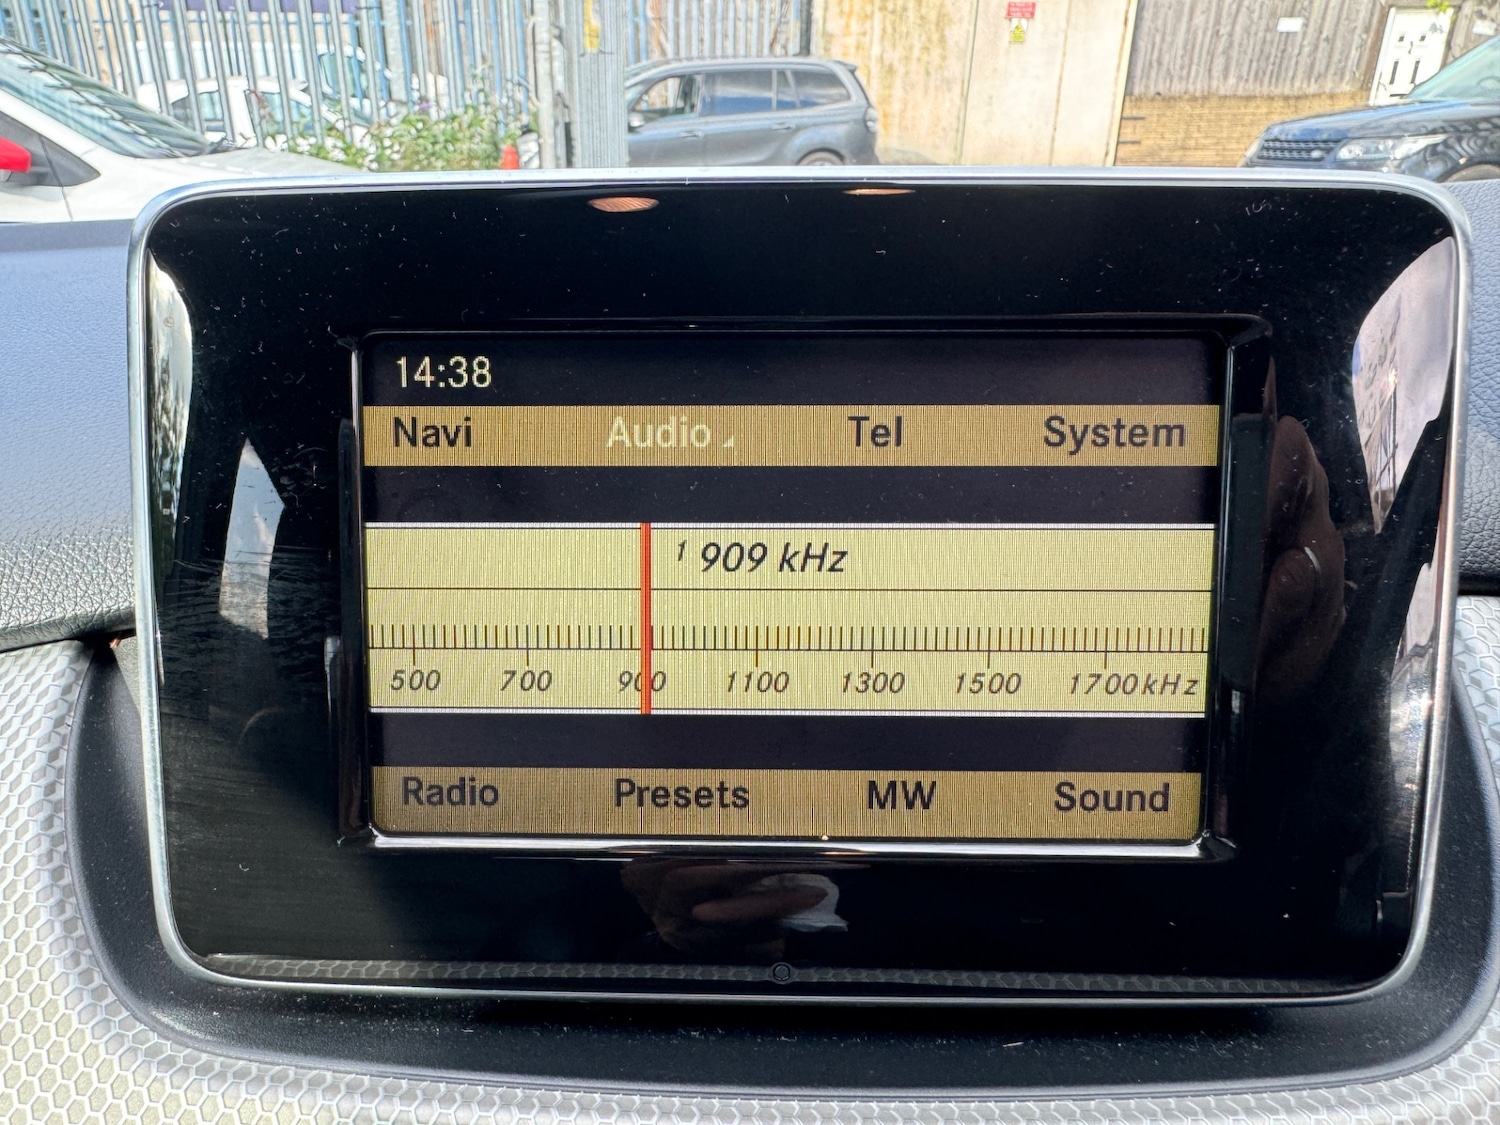 14:38
Navi Audio Tel System
1 909 kHz
500 700 900 1100 1300 1500 1700kHz
Radio Presets MW Sound